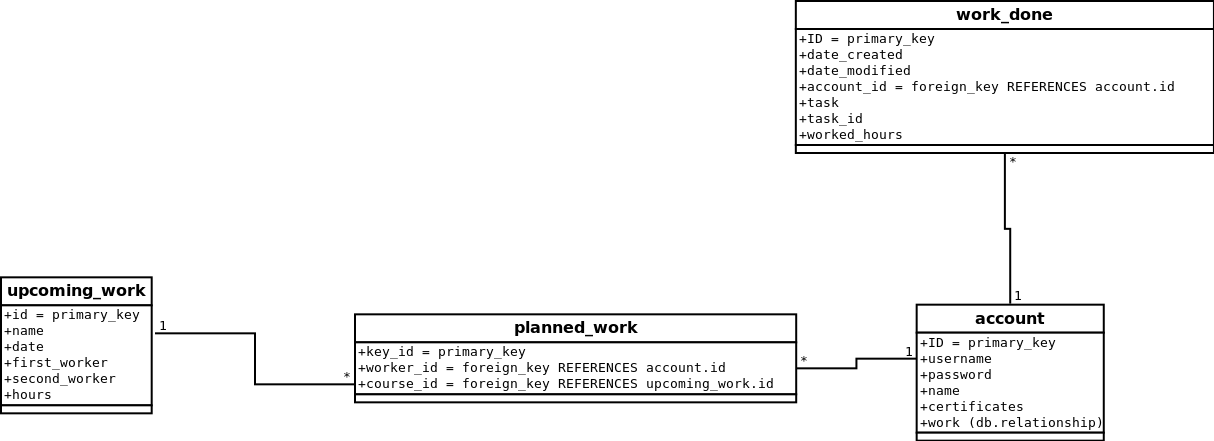 work_done
+ID = primary_key
+date_created
+date_modified
+account_id = foreign_key REFERENCES account.id
+task
+task_id
+worked_hours
*
1
upcoming_work
+id = primary_key
+name
+date
+first_worker
+second_worker
+hours
1
*
planned_work
+key_id = primary_key
+worker_id = foreign_key REFERENCES account.id
+course_id = foreign_key REFERENCES upcoming_work.id
*
1
account
+ID = primary_key
+username
+password
+name
+certificates
+work (db.relationship)